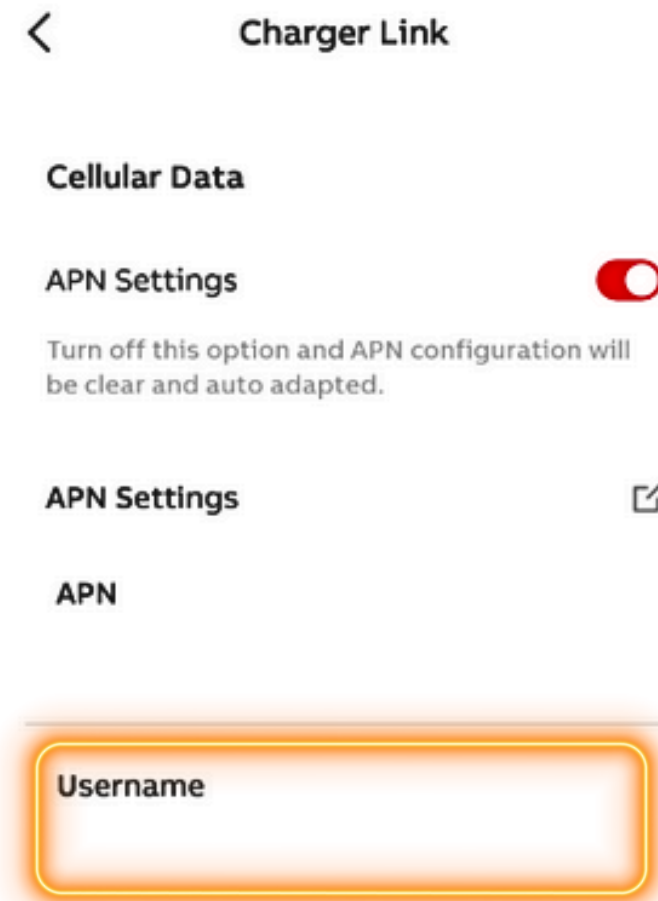 Charger Link
Cellular Data
APN Settings
Turn off this option and APN configuration will
be clear and auto adapted.
APN Settings
APN
Username